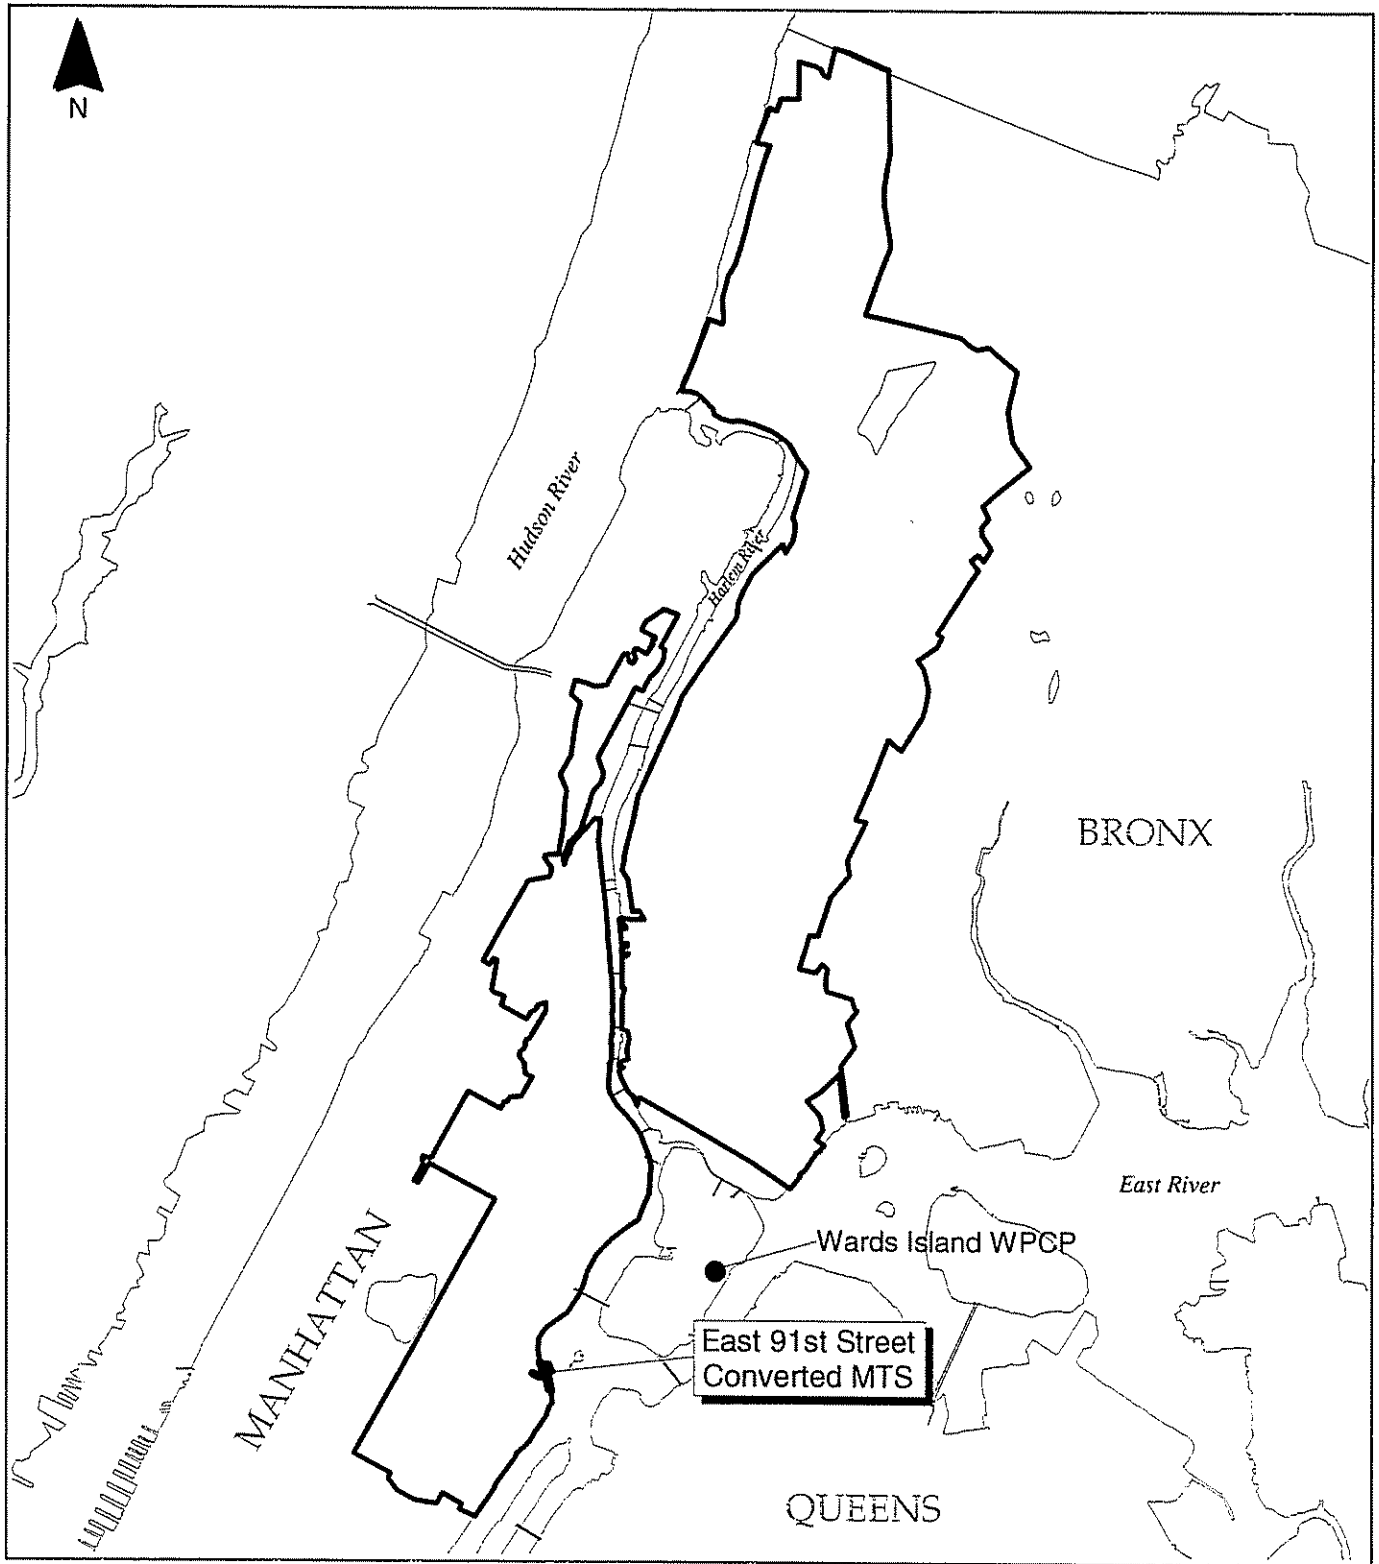 N
Hudson River
Harlem River
BRONX
East River
MANHATTAN
Wards Island WPCP
East 91st Street
Converted MTS
QUEENS